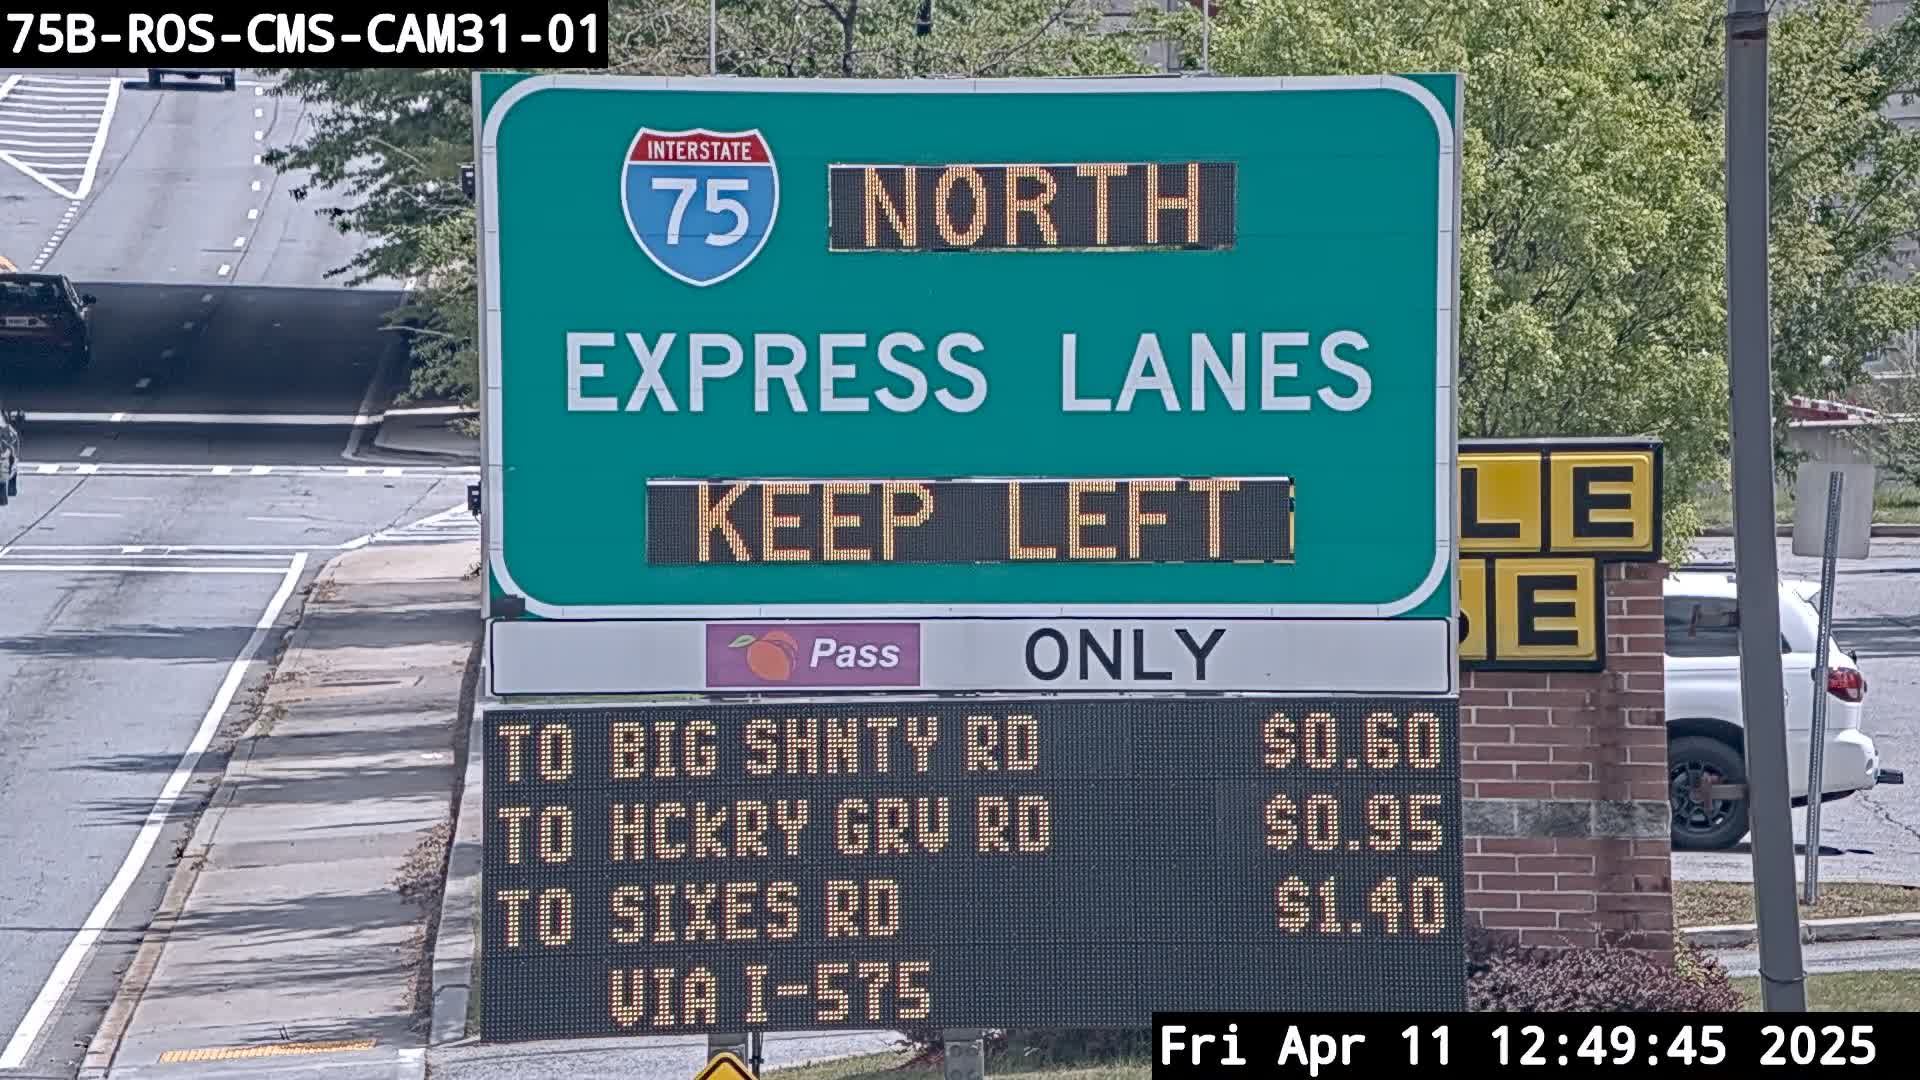 75B-ROS-CMS-CAM31-01
INTERSTATE
75
NORTH
EXPRESS LANES
KEEP LEFT
Pass ONLY
TO BIG SHNTY RD $0.60
TO HCKRY GRV RD $0.95
TO SIXES RD $1.40
VIA I-575
LE
E
Fri Apr 11 12:49:45 2025